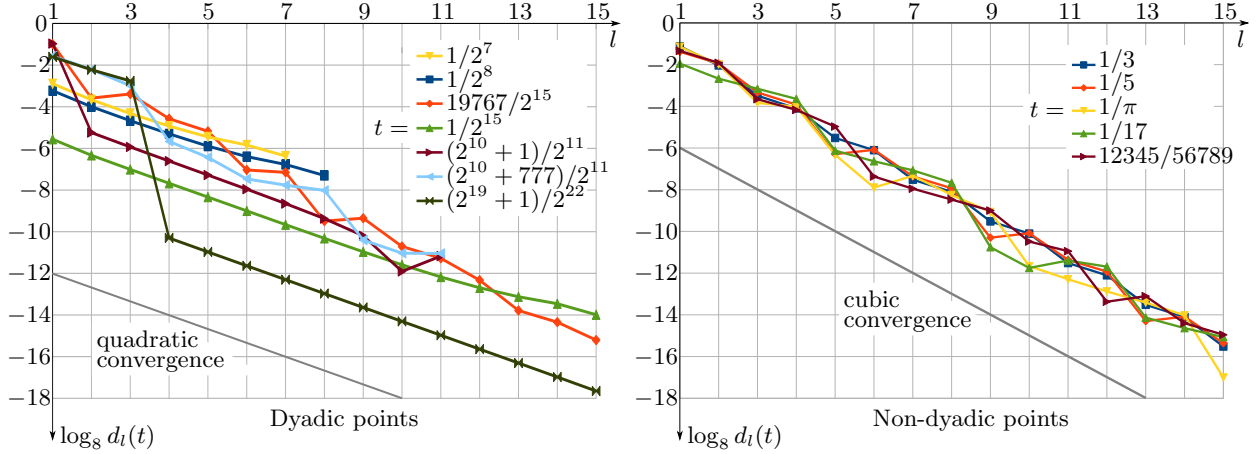 1 3 5 7 9 11 13 15
l
0
−2
−4
−6
−8
−10
−12
−14
−16
−18
t =
1/2^7
1/2^8
19767/2^15
1/2^15
(2^10 + 1)/2^11
(2^10 + 777)/2^11
(2^19 + 1)/2^22
quadratic
convergence
Dyadic points
log_8 d_l(t)
1 3 5 7 9 11 13 15
l
0
−2
−4
−6
−8
−10
−12
−14
−16
−18
t =
1/3
1/5
1/π
1/17
12345/56789
cubic
convergence
Non-dyadic points
log_8 d_l(t)